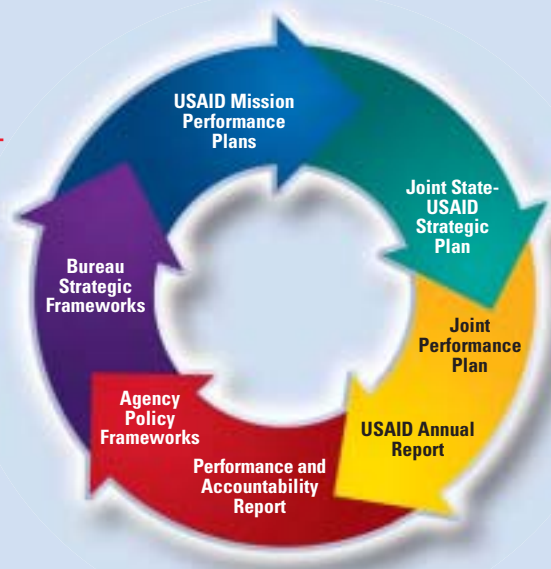 USAID Mission
Performance
Plans
Joint State-
USAID
Strategic
Plan
Joint
Performance
Plan
USAID Annual
Report
Performance and
Accountability
Report
Agency
Policy
Frameworks
Bureau
Strategic
Frameworks